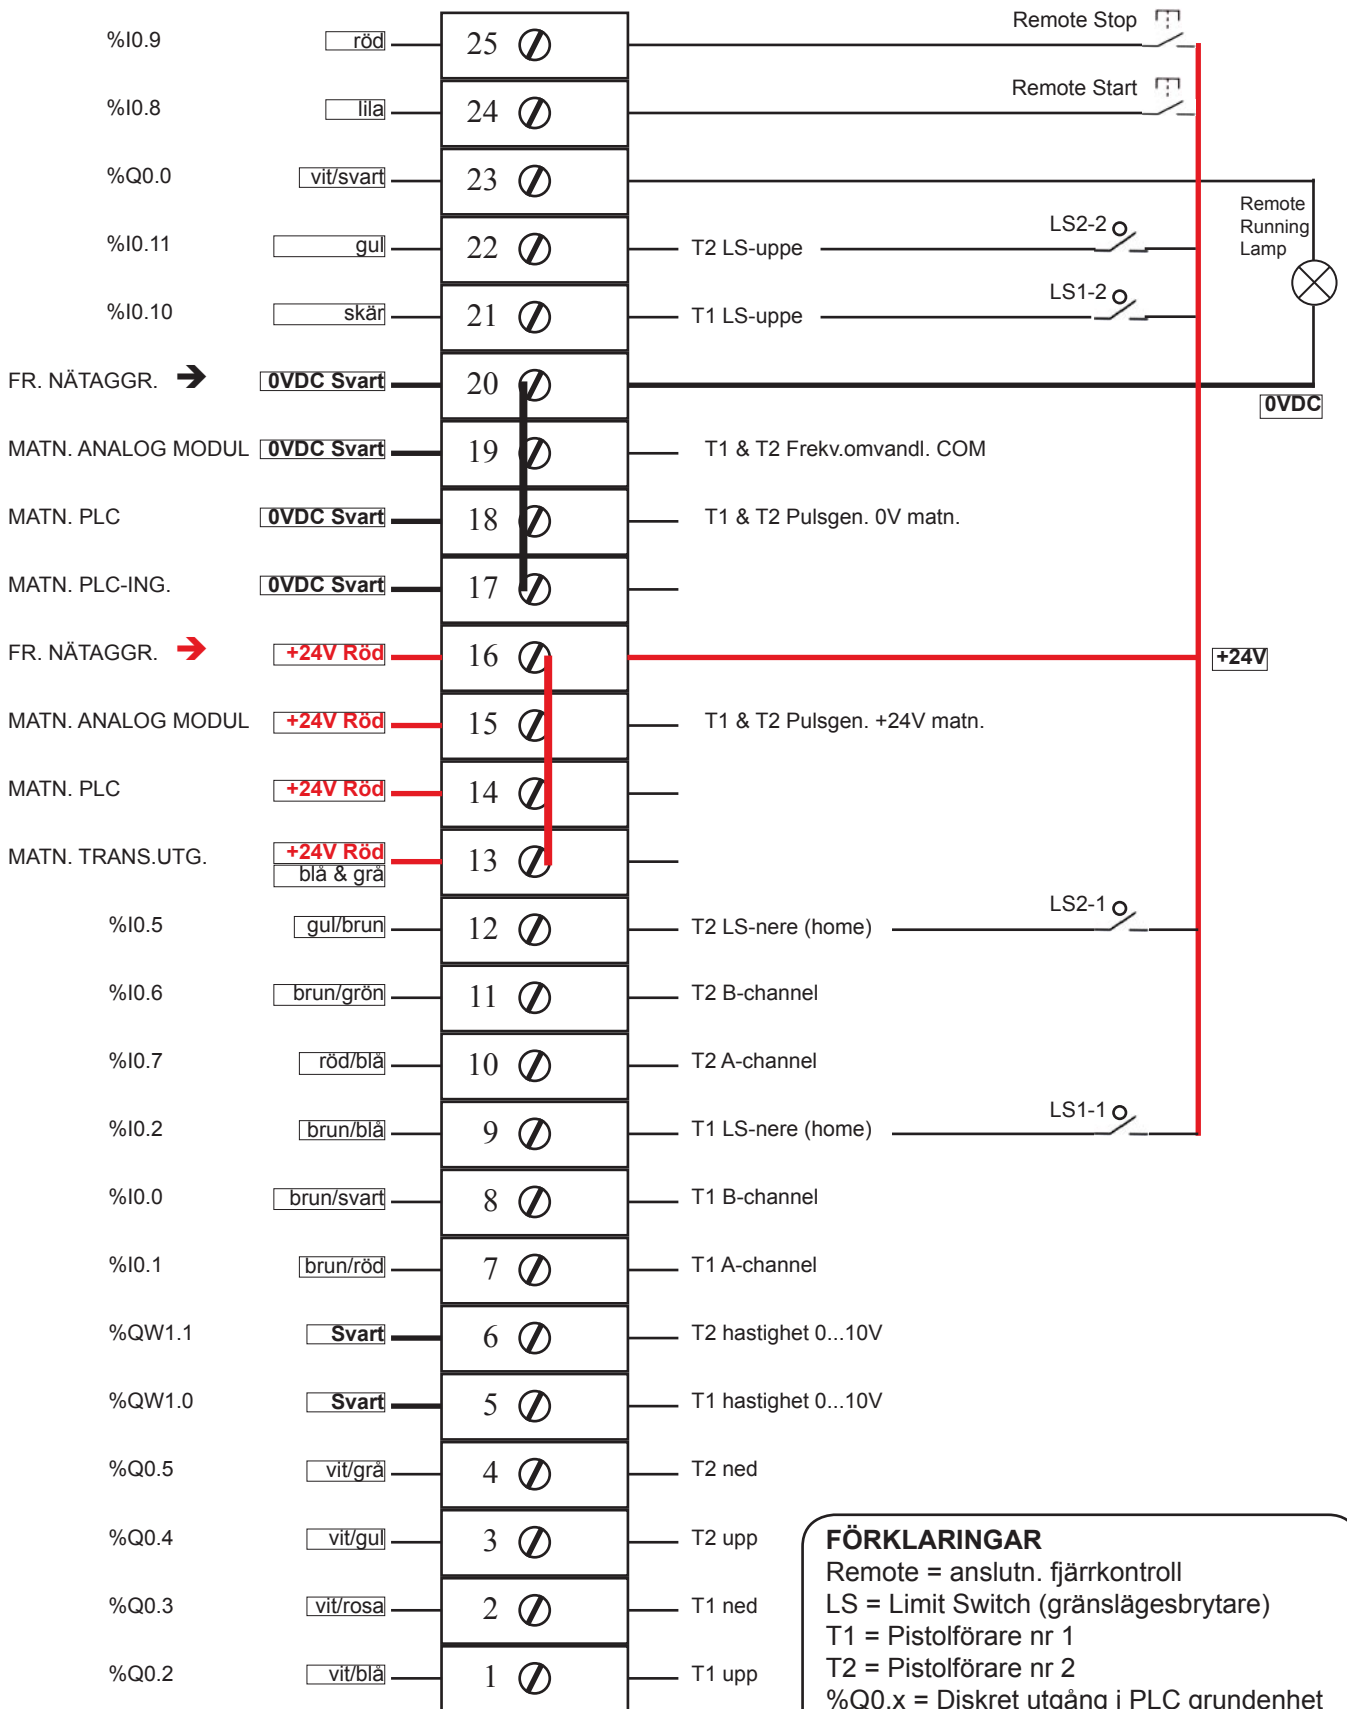 %I0.9 röd 25 Remote Stop
%I0.8 lila 24 Remote Start
%Q0.0 vit/svart 23
Remote
Running
Lamp
%I0.11 gul 22 T2 LS-uppe LS2-2
%I0.10 skär 21 T1 LS-uppe LS1-2
FR. NÄTAGGR. 0VDC Svart 20 0VDC
MATN. ANALOG MODUL 0VDC Svart 19 T1 & T2 Frekv.omvandl. COM
MATN. PLC 0VDC Svart 18 T1 & T2 Pulsgen. 0V matn.
MATN. PLC-ING. 0VDC Svart 17
FR. NÄTAGGR. +24V Röd 16 +24V
MATN. ANALOG MODUL +24V Röd 15 T1 & T2 Pulsgen. +24V matn.
MATN. PLC +24V Röd 14
MATN. TRANS.UTG. +24V Röd 13
blå & grå
%I0.5 gul/brun 12 T2 LS-nere (home) LS2-1
%I0.6 brun/grön 11 T2 B-channel
%I0.7 röd/blå 10 T2 A-channel
%I0.2 brun/blå 9 T1 LS-nere (home) LS1-1
%I0.0 brun/svart 8 T1 B-channel
%I0.1 brun/röd 7 T1 A-channel
%QW1.1 Svart 6 T2 hastighet 0...10V
%QW1.0 Svart 5 T1 hastighet 0...10V
%Q0.5 vit/grå 4 T2 ned
%Q0.4 vit/gul 3 T2 upp
%Q0.3 vit/rosa 2 T1 ned
%Q0.2 vit/blå 1 T1 upp
FÖRKLARINGAR
Remote = anslutn. fjärrkontroll
LS = Limit Switch (gränslägesbrytare)
T1 = Pistolförare nr 1
T2 = Pistolförare nr 2
%Q0.x = Diskret utgång i PLC grundenhet